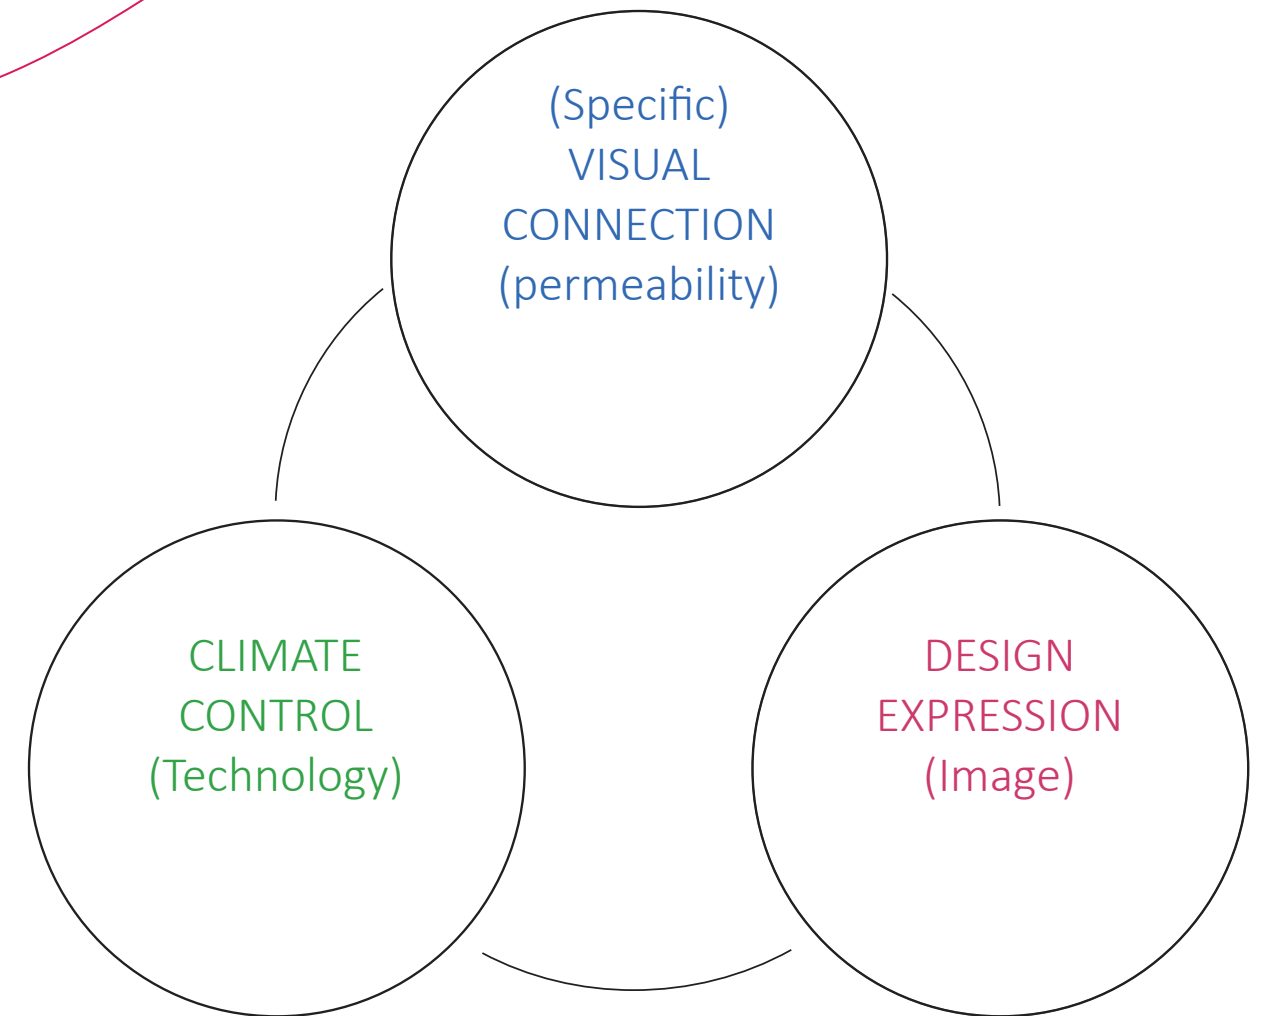 (Specific)
VISUAL
CONNECTION
(permeability)
CLIMATE
CONTROL
(Technology)
DESIGN
EXPRESSION
(Image)